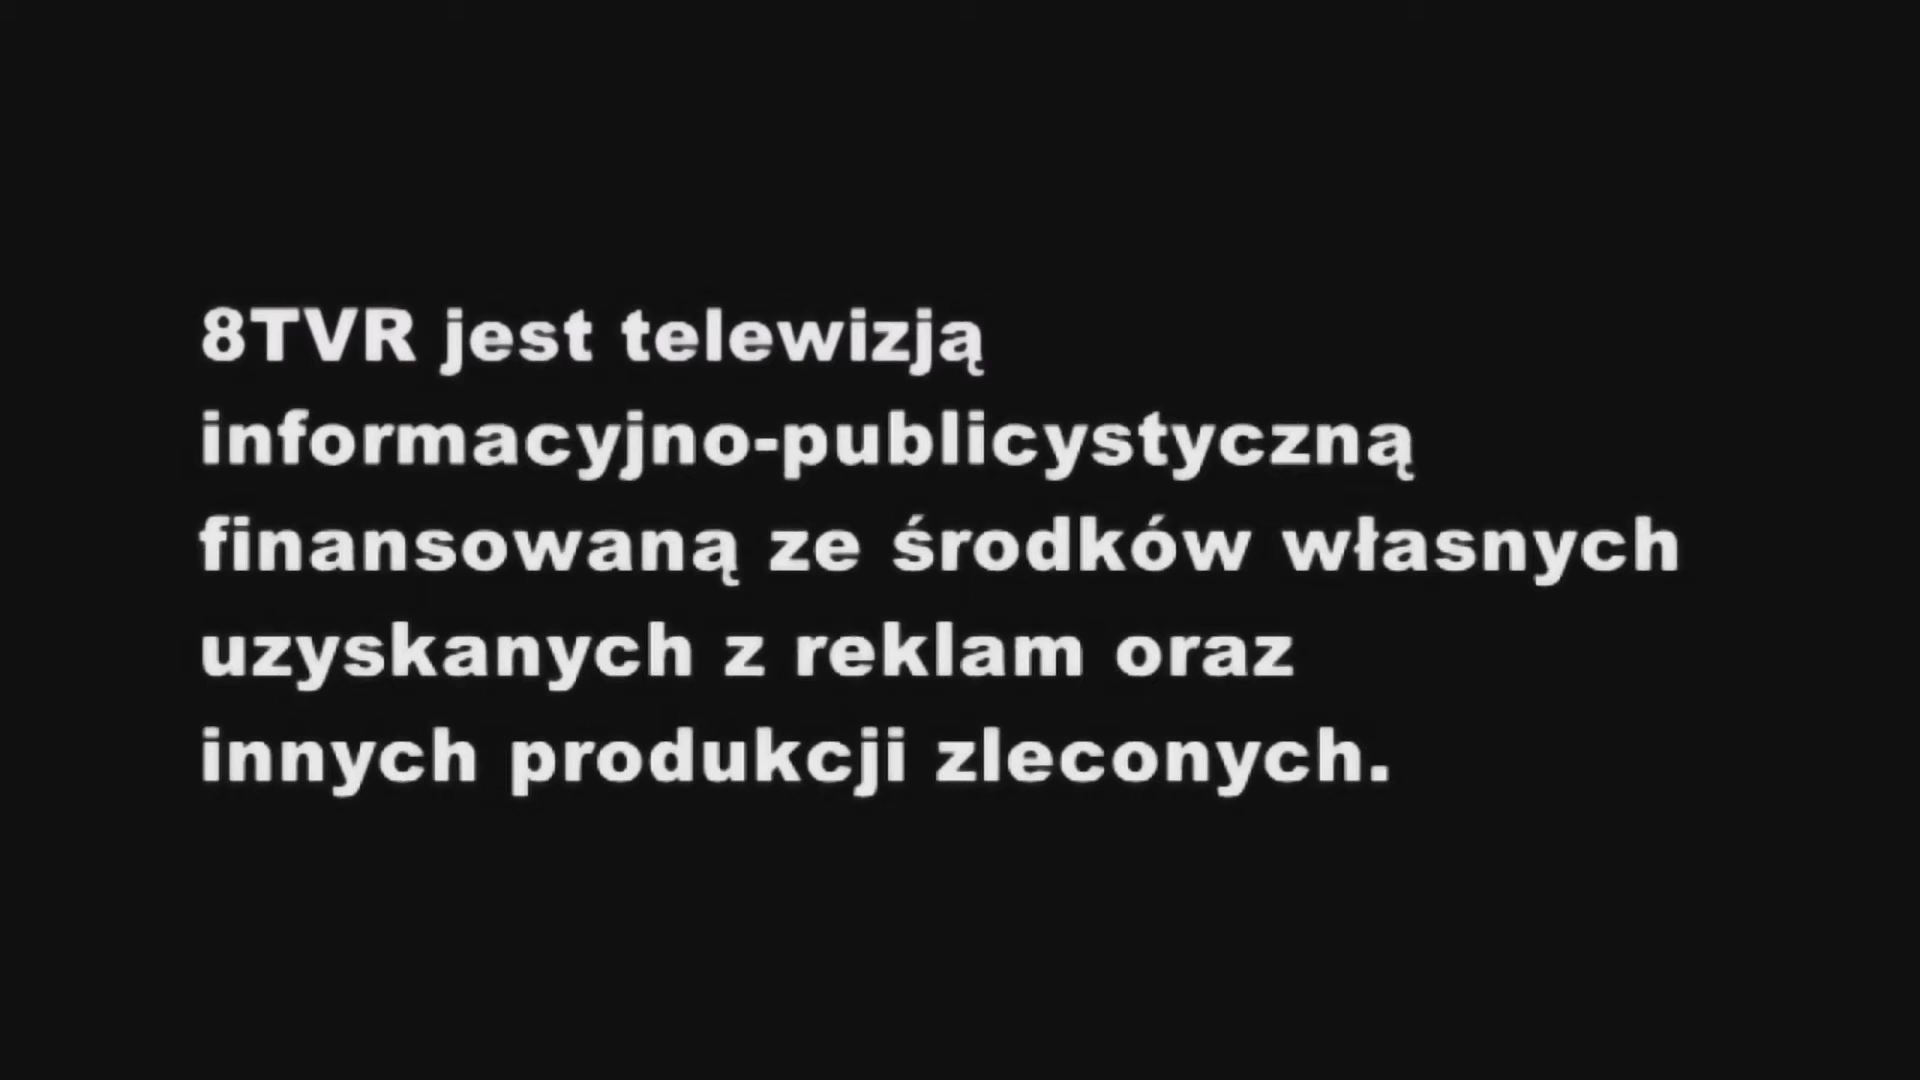 8TVR jest telewizją
informacyjno-publicystyczną
finansowaną ze środków własnych
uzyskanych z reklam oraz
innych produkcji zleconych.